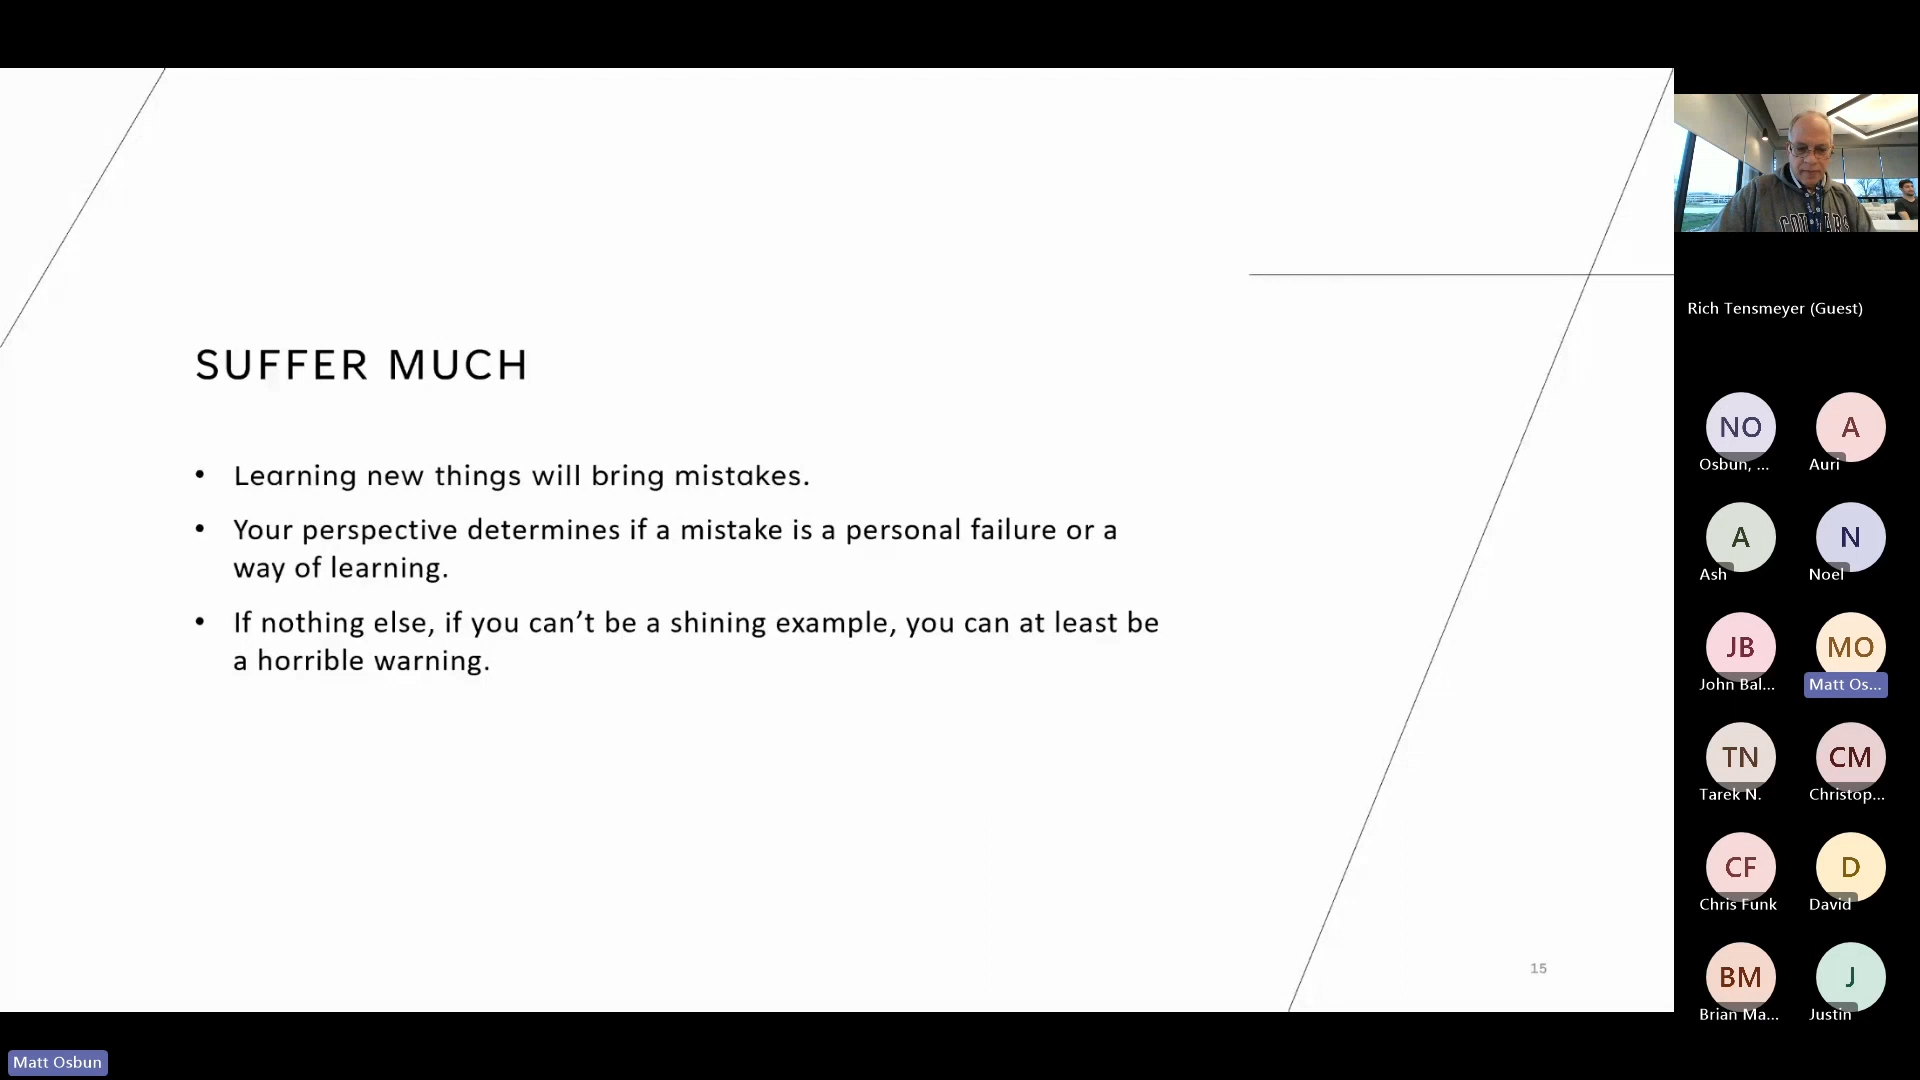 SUFFER MUCH
• Learning new things will bring mistakes.
• Your perspective determines if a mistake is a personal failure or a
way of learning.
• If nothing else, if you can’t be a shining example, you can at least be
a horrible warning.
15
Rich Tensmeyer (Guest)
NO
A
Osbun, ...
Auri
A
N
Ash
Noel
JB
MO
John Bal...
Matt Os...
TN
CM
Tarek N.
Christop...
CF
D
Chris Funk
David
BM
J
Brian Ma...
Justin
Matt Osbun